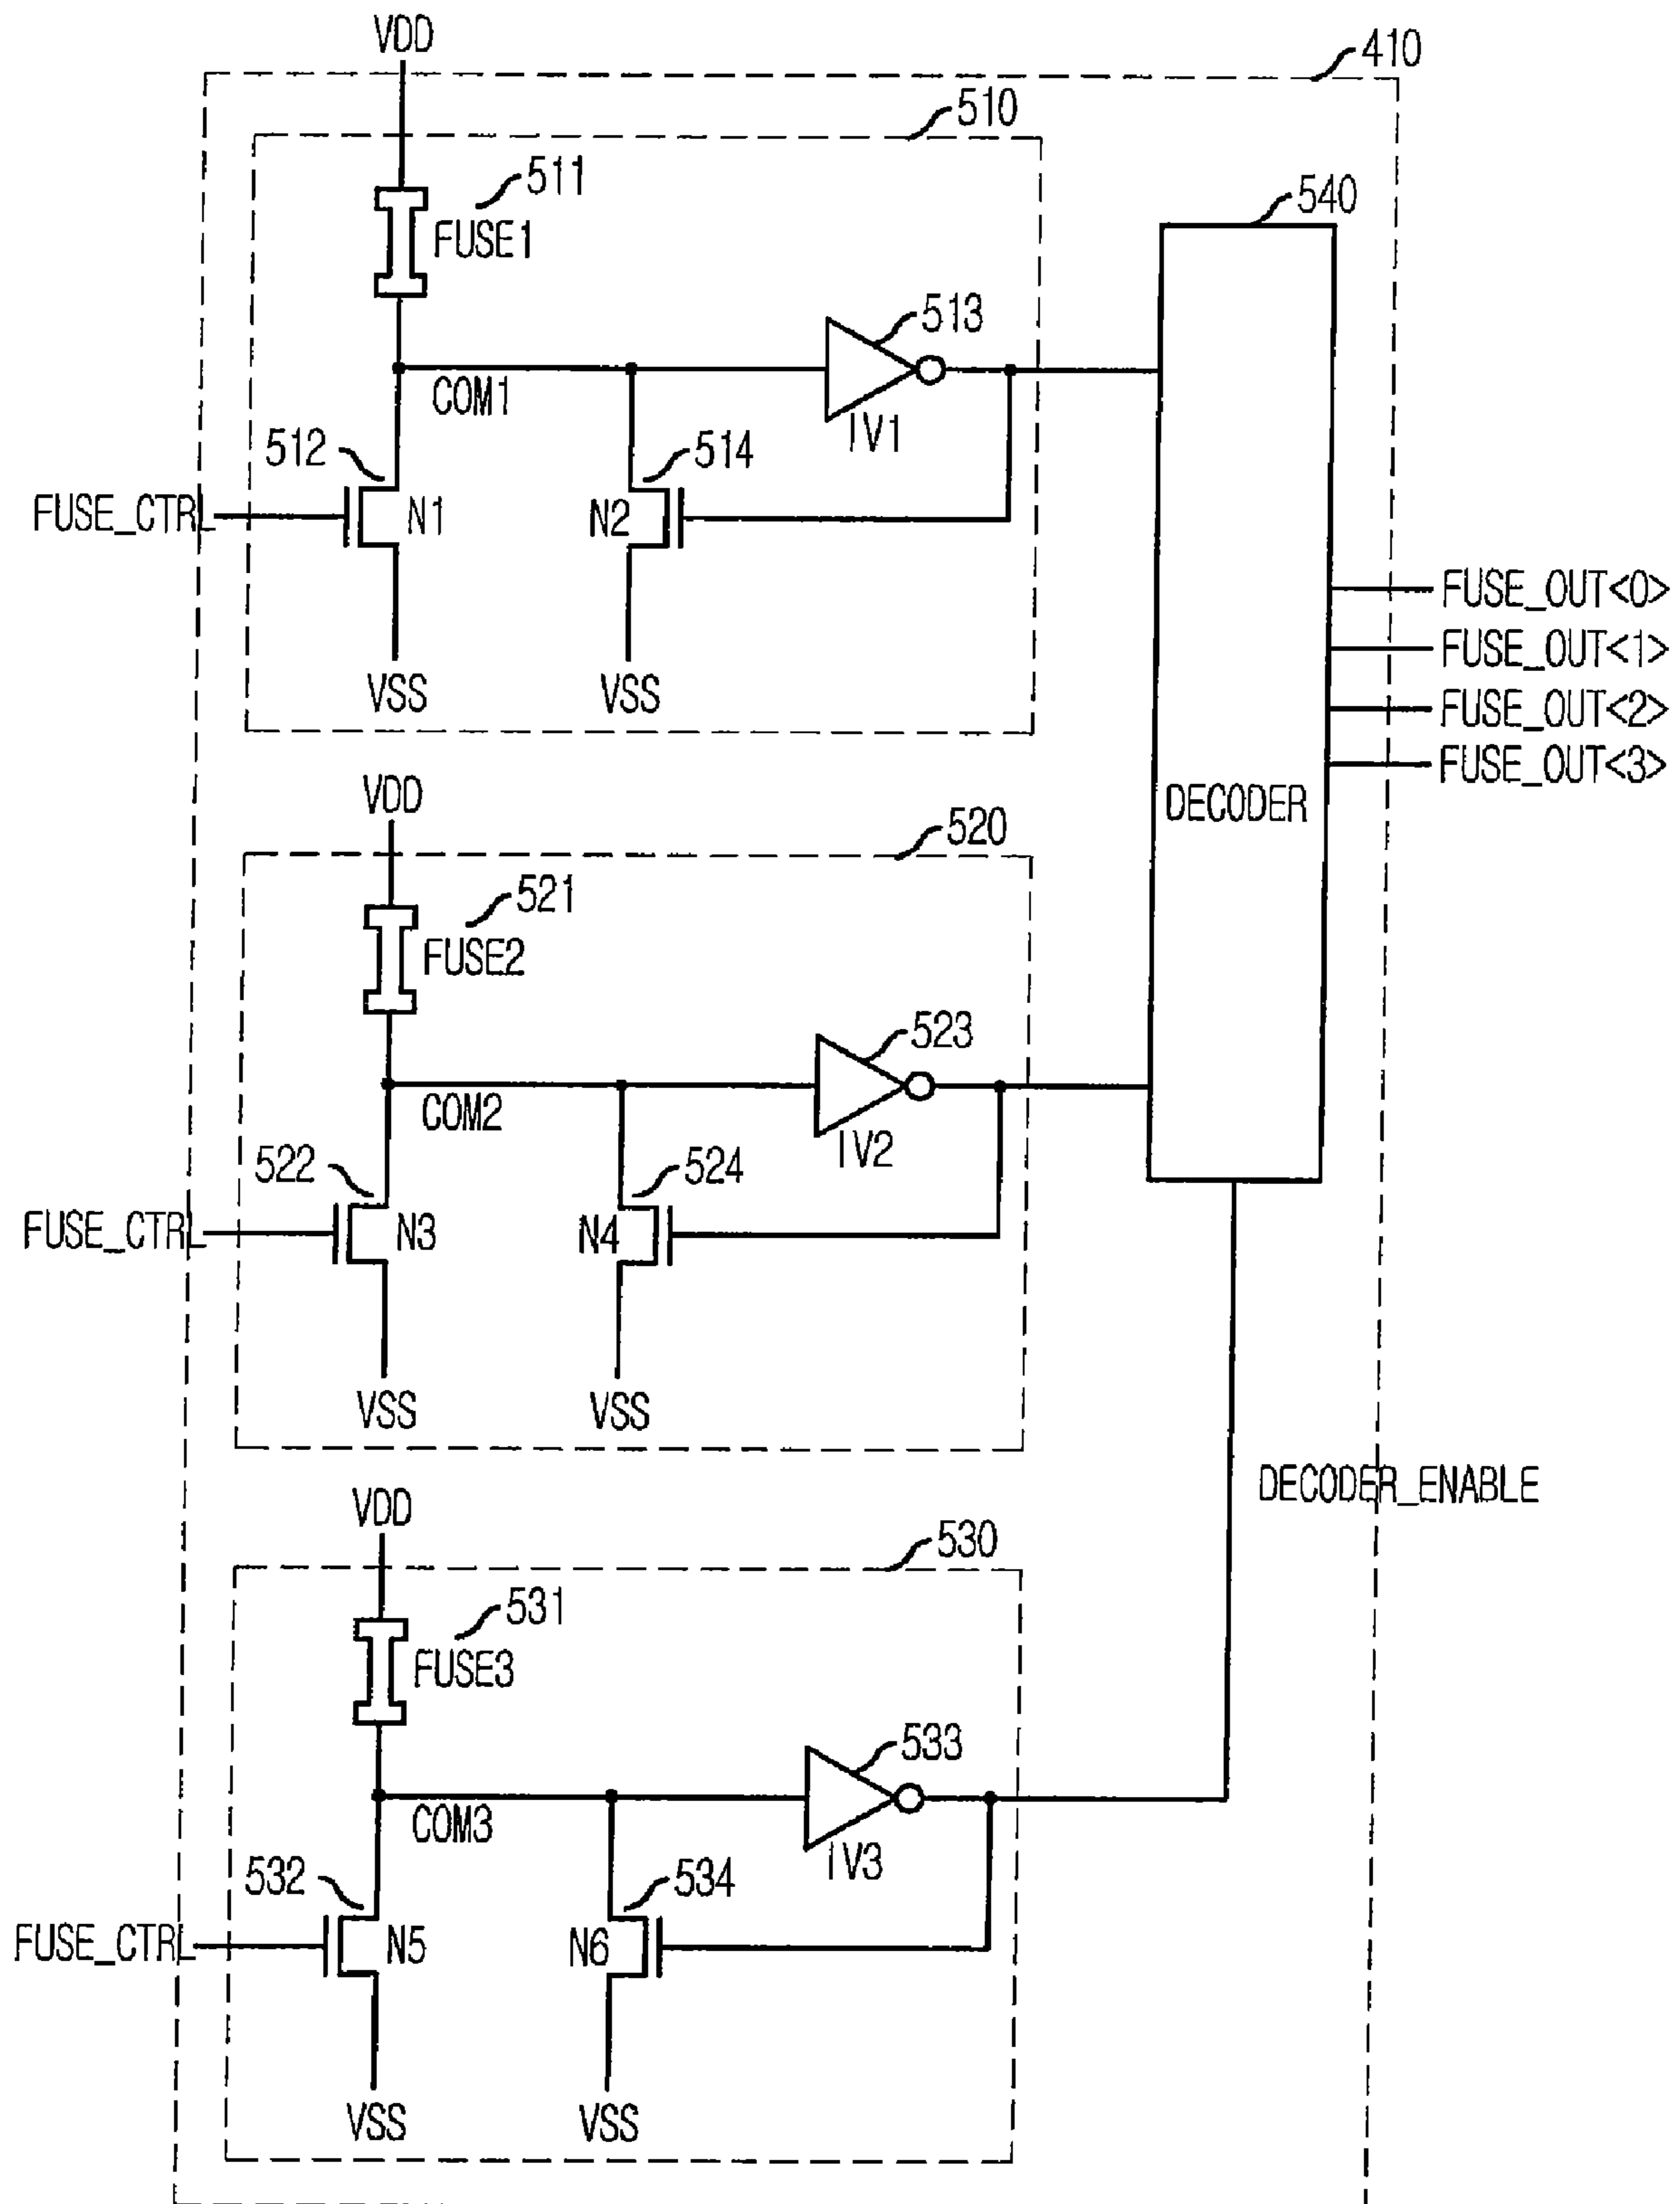 VDD
410
510
511
FUSE1
540
513
COM1
IV1
512
514
FUSE_CTRL
N1
N2
FUSE_OUT<0>
FUSE_OUT<1>
FUSE_OUT<2>
FUSE_OUT<3>
VSS
VSS
VDD
DECODER
520
521
FUSE2
523
COM2
IV2
522
524
FUSE_CTRL
N3
N4
VSS
VSS
DECODER_ENABLE
VDD
530
531
FUSE3
533
COM3
IV3
532
534
FUSE_CTRL
N5
N6
VSS
VSS